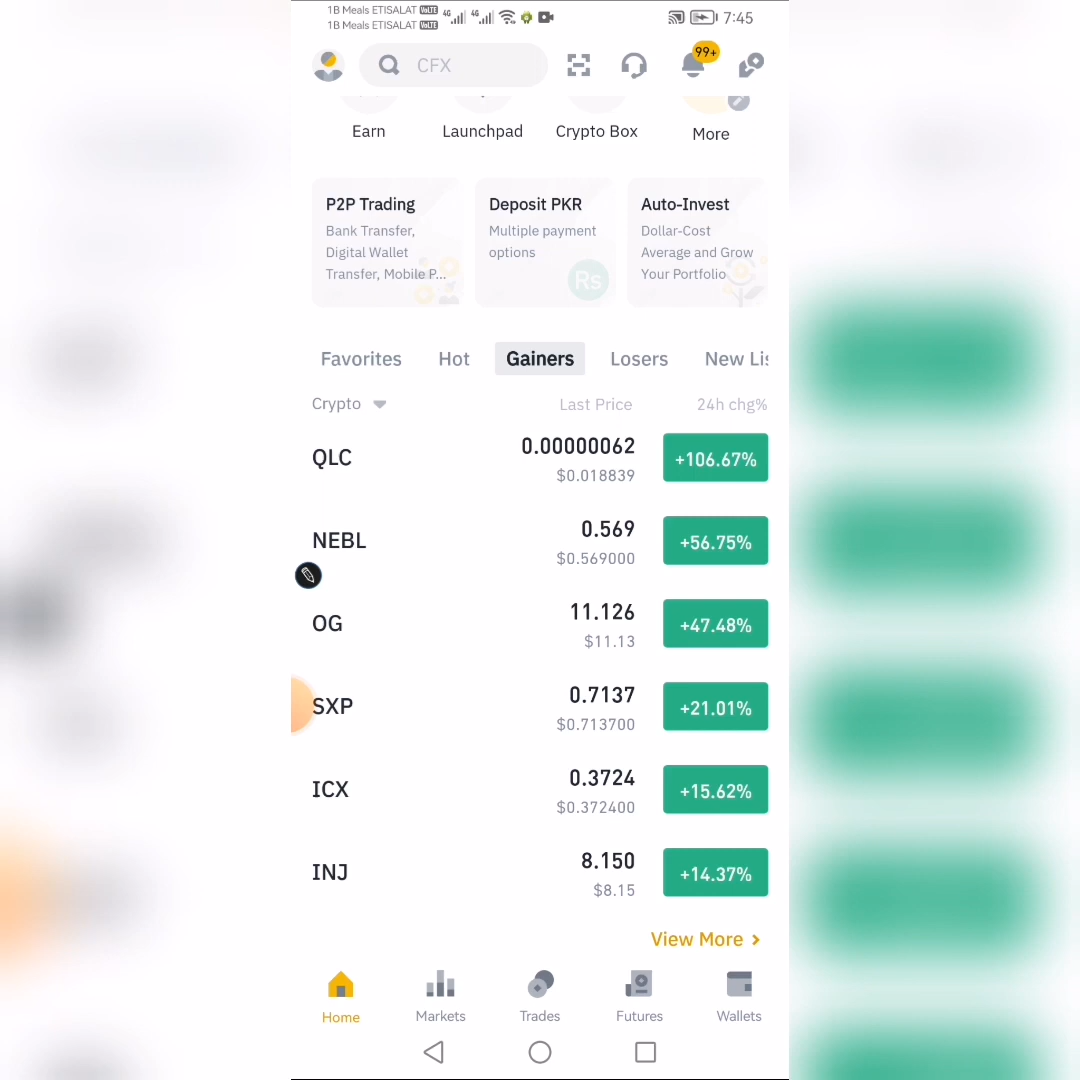 1B Meals ETISALAT VoLTE 4G 4G 7:45
1B Meals ETISALAT VoLTE
CFX
99+
Earn Launchpad Crypto Box More
P2P Trading
Bank Transfer,
Digital Wallet
Transfer, Mobile P...
Deposit PKR
Multiple payment
options
Rs
Auto-Invest
Dollar-Cost
Average and Grow
Your Portfolio
Favorites Hot Gainers Losers New Lis
Crypto Last Price 24h chg%
QLC 0.00000062 +106.67%
$0.018839
NEBL 0.569 +56.75%
$0.569000
OG 11.126 +47.48%
$11.13
SXP 0.7137 +21.01%
$0.713700
ICX 0.3724 +15.62%
$0.372400
INJ 8.150 +14.37%
$8.15
View More >
Home Markets Trades Futures Wallets